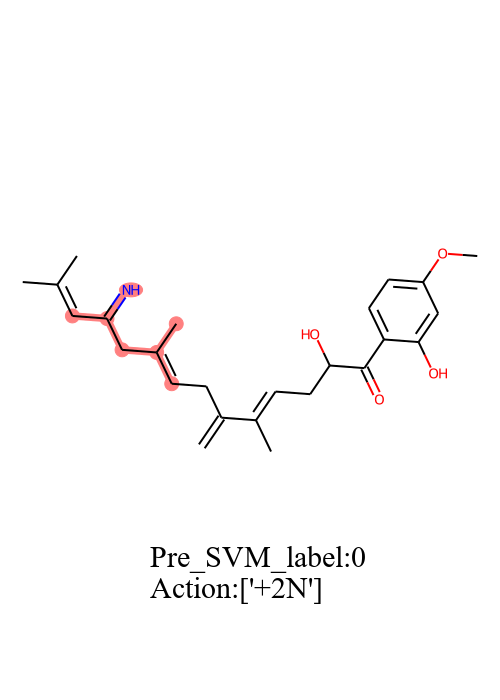 NH
O
HO
OH
O
Pre_SVM_label:0
Action:['+2N']